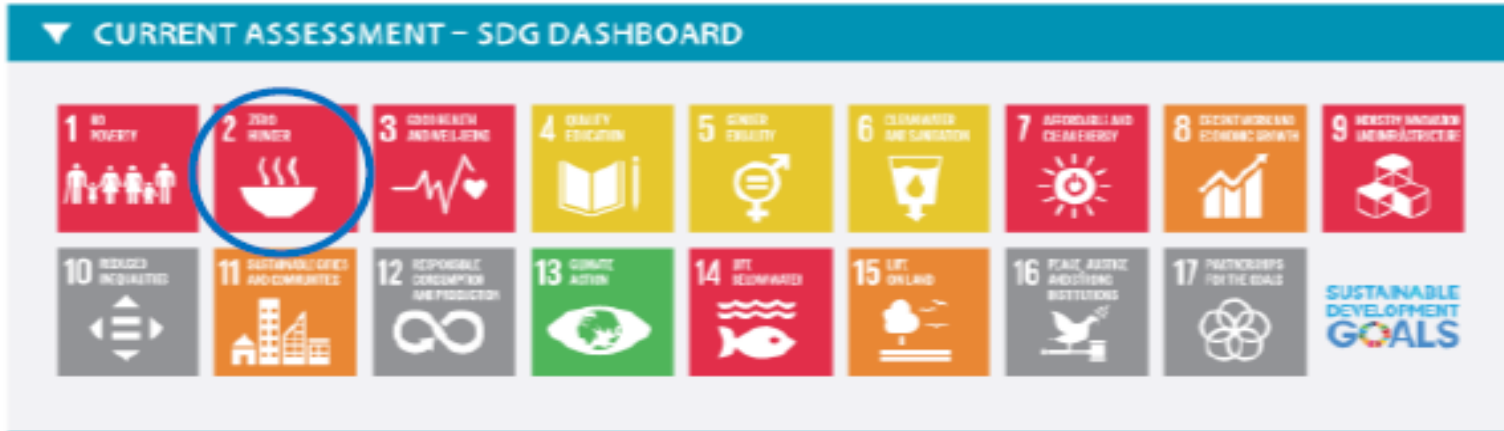 CURRENT ASSESSMENT – SDG DASHBOARD
1 NO
POVERTY
2 ZERO
HUNGER
3 GOOD HEALTH
AND WELL-BEING
4 QUALITY
EDUCATION
5 GENDER
EQUALITY
6 CLEAN WATER
AND SANITATION
7 AFFORDABLE AND
CLEAN ENERGY
8 DECENT WORK AND
ECONOMIC GROWTH
9 INDUSTRY, INNOVATION
AND INFRASTRUCTURE
10 REDUCED
INEQUALITIES
11 SUSTAINABLE CITIES
AND COMMUNITIES
12 RESPONSIBLE
CONSUMPTION
AND PRODUCTION
13 CLIMATE
ACTION
14 LIFE
BELOW WATER
15 LIFE
ON LAND
16 PEACE, JUSTICE
AND STRONG
INSTITUTIONS
17 PARTNERSHIPS
FOR THE GOALS
SUSTAINABLE
DEVELOPMENT
GOALS